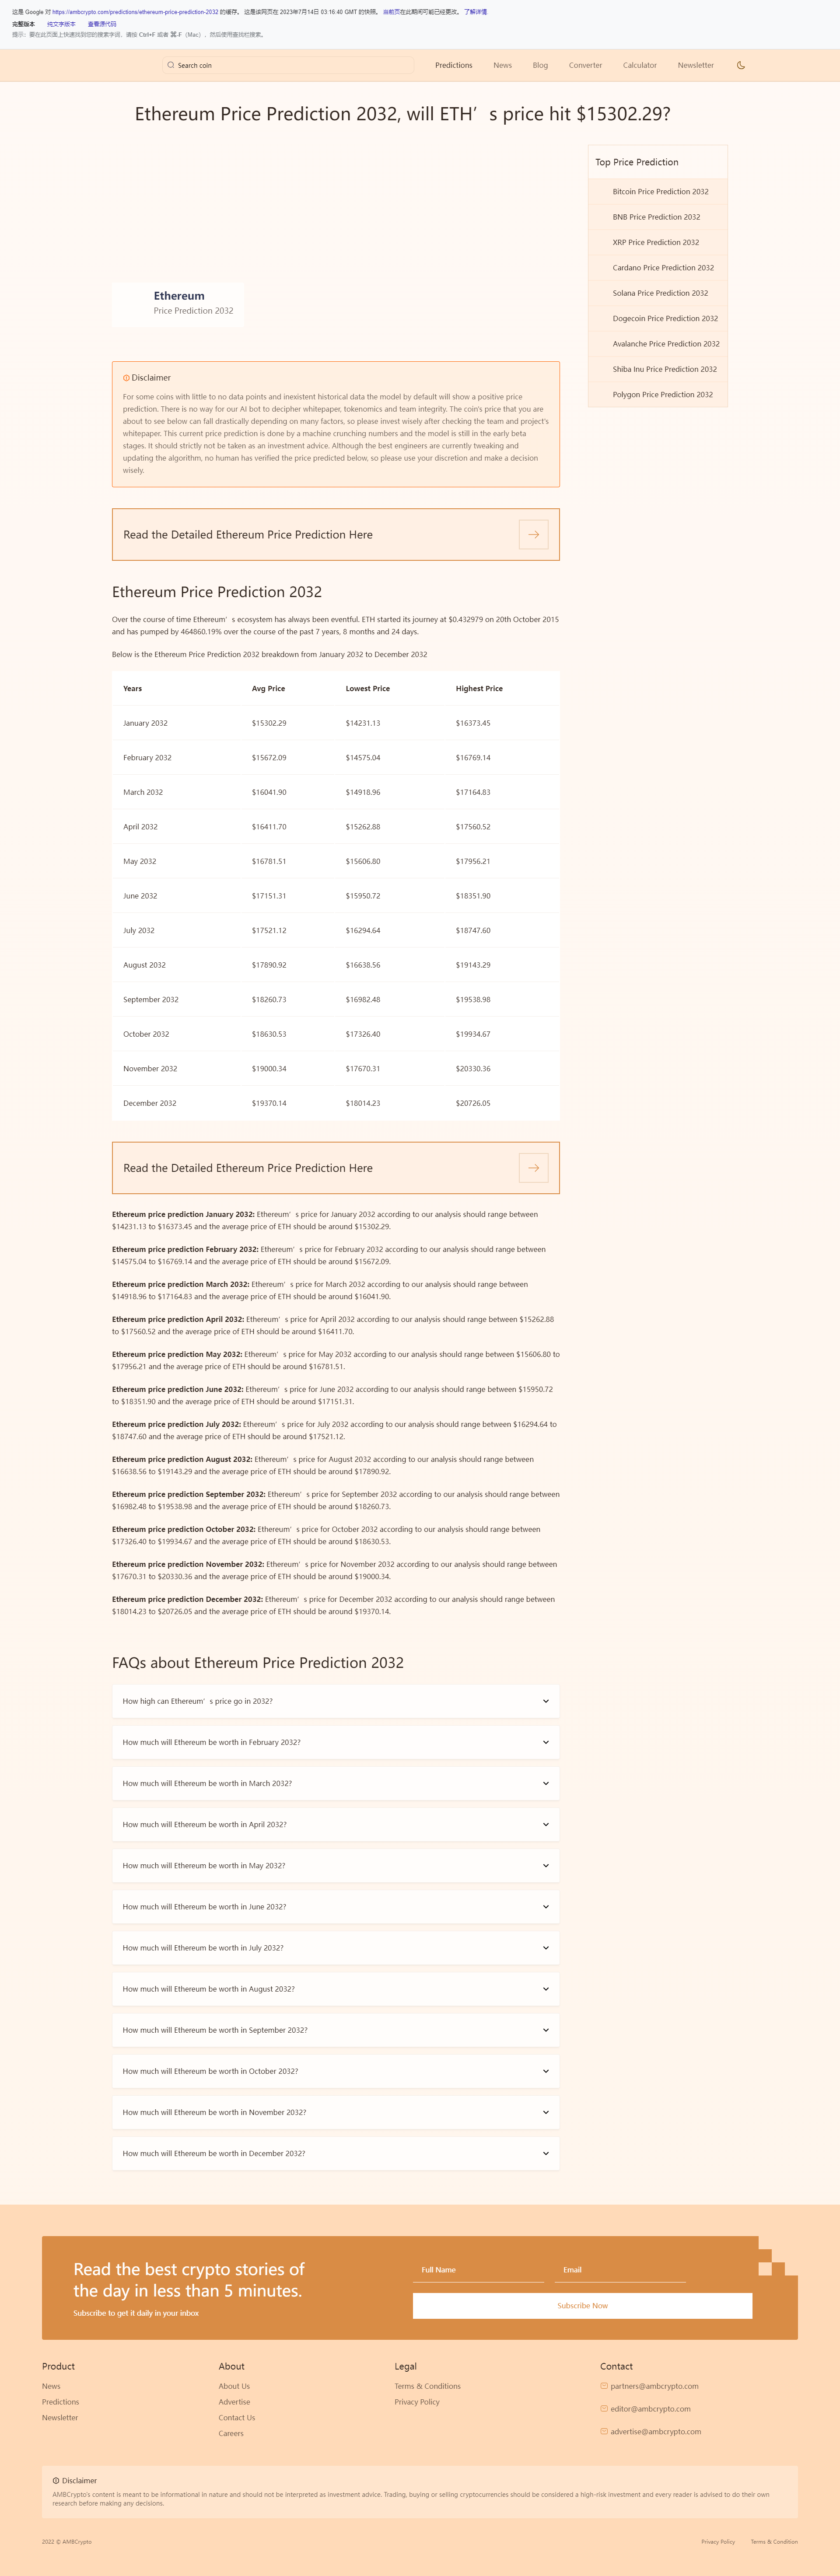 这是 Google 对 https://ambcrypto.com/predictions/ethereum-price-prediction-2032 的缓存。 这是该网页在 2023年7月14日 03:16:40 GMT 的快照。 当前页在此期间可能已经更改。 了解详情
完整版本 纯文字版本 查看源代码
提示：要在此页面上快速找到您的搜索字词，请按 Ctrl+F 或者 ⌘-F（Mac），然后使用查找栏搜索。
Search coin
Predictions
News
Blog
Converter
Calculator
Newsletter
Ethereum Price Prediction 2032, will ETH’s price hit $15302.29?
Top Price Prediction
Bitcoin Price Prediction 2032
BNB Price Prediction 2032
XRP Price Prediction 2032
Cardano Price Prediction 2032
Solana Price Prediction 2032
Dogecoin Price Prediction 2032
Avalanche Price Prediction 2032
Shiba Inu Price Prediction 2032
Polygon Price Prediction 2032
Ethereum
Price Prediction 2032
Disclaimer
For some coins with little to no data points and inexistent historical data the model by default will show a positive price
prediction. There is no way for our AI bot to decipher whitepaper, tokenomics and team integrity. The coin's price that you are
about to see below can fall drastically depending on many factors, so please invest wisely after checking the team and project's
whitepaper. This current price prediction is done by a machine crunching numbers and the model is still in the early beta
stages. It should strictly not be taken as an investment advice. Although the best engineers are currently tweaking and
updating the algorithm, no human has verified the price predicted below, so please use your discretion and make a decision
wisely.
Read the Detailed Ethereum Price Prediction Here
Ethereum Price Prediction 2032
Over the course of time Ethereum’s ecosystem has always been eventful. ETH started its journey at $0.432979 on 20th October 2015
and has pumped by 464860.19% over the course of the past 7 years, 8 months and 24 days.
Below is the Ethereum Price Prediction 2032 breakdown from January 2032 to December 2032
Years Avg Price Lowest Price Highest Price
January 2032 $15302.29 $14231.13 $16373.45
February 2032 $15672.09 $14575.04 $16769.14
March 2032 $16041.90 $14918.96 $17164.83
April 2032 $16411.70 $15262.88 $17560.52
May 2032 $16781.51 $15606.80 $17956.21
June 2032 $17151.31 $15950.72 $18351.90
July 2032 $17521.12 $16294.64 $18747.60
August 2032 $17890.92 $16638.56 $19143.29
September 2032 $18260.73 $16982.48 $19538.98
October 2032 $18630.53 $17326.40 $19934.67
November 2032 $19000.34 $17670.31 $20330.36
December 2032 $19370.14 $18014.23 $20726.05
Read the Detailed Ethereum Price Prediction Here
Ethereum price prediction January 2032: Ethereum’s price for January 2032 according to our analysis should range between
$14231.13 to $16373.45 and the average price of ETH should be around $15302.29.
Ethereum price prediction February 2032: Ethereum’s price for February 2032 according to our analysis should range between
$14575.04 to $16769.14 and the average price of ETH should be around $15672.09.
Ethereum price prediction March 2032: Ethereum’s price for March 2032 according to our analysis should range between
$14918.96 to $17164.83 and the average price of ETH should be around $16041.90.
Ethereum price prediction April 2032: Ethereum’s price for April 2032 according to our analysis should range between $15262.88
to $17560.52 and the average price of ETH should be around $16411.70.
Ethereum price prediction May 2032: Ethereum’s price for May 2032 according to our analysis should range between $15606.80 to
$17956.21 and the average price of ETH should be around $16781.51.
Ethereum price prediction June 2032: Ethereum’s price for June 2032 according to our analysis should range between $15950.72
to $18351.90 and the average price of ETH should be around $17151.31.
Ethereum price prediction July 2032: Ethereum’s price for July 2032 according to our analysis should range between $16294.64 to
$18747.60 and the average price of ETH should be around $17521.12.
Ethereum price prediction August 2032: Ethereum’s price for August 2032 according to our analysis should range between
$16638.56 to $19143.29 and the average price of ETH should be around $17890.92.
Ethereum price prediction September 2032: Ethereum’s price for September 2032 according to our analysis should range between
$16982.48 to $19538.98 and the average price of ETH should be around $18260.73.
Ethereum price prediction October 2032: Ethereum’s price for October 2032 according to our analysis should range between
$17326.40 to $19934.67 and the average price of ETH should be around $18630.53.
Ethereum price prediction November 2032: Ethereum’s price for November 2032 according to our analysis should range between
$17670.31 to $20330.36 and the average price of ETH should be around $19000.34.
Ethereum price prediction December 2032: Ethereum’s price for December 2032 according to our analysis should range between
$18014.23 to $20726.05 and the average price of ETH should be around $19370.14.
FAQs about Ethereum Price Prediction 2032
How high can Ethereum’s price go in 2032?
How much will Ethereum be worth in February 2032?
How much will Ethereum be worth in March 2032?
How much will Ethereum be worth in April 2032?
How much will Ethereum be worth in May 2032?
How much will Ethereum be worth in June 2032?
How much will Ethereum be worth in July 2032?
How much will Ethereum be worth in August 2032?
How much will Ethereum be worth in September 2032?
How much will Ethereum be worth in October 2032?
How much will Ethereum be worth in November 2032?
How much will Ethereum be worth in December 2032?
Read the best crypto stories of
the day in less than 5 minutes.
Subscribe to get it daily in your inbox
Full Name
Email
Subscribe Now
Product
News
Predictions
Newsletter
About
About Us
Advertise
Contact Us
Careers
Legal
Terms & Conditions
Privacy Policy
Contact
partners@ambcrypto.com
editor@ambcrypto.com
advertise@ambcrypto.com
Disclaimer
AMBCrypto's content is meant to be informational in nature and should not be interpreted as investment advice. Trading, buying or selling cryptocurrencies should be considered a high-risk investment and every reader is advised to do their own
research before making any decisions.
2022 © AMBCrypto
Privacy Policy
Terms & Condition